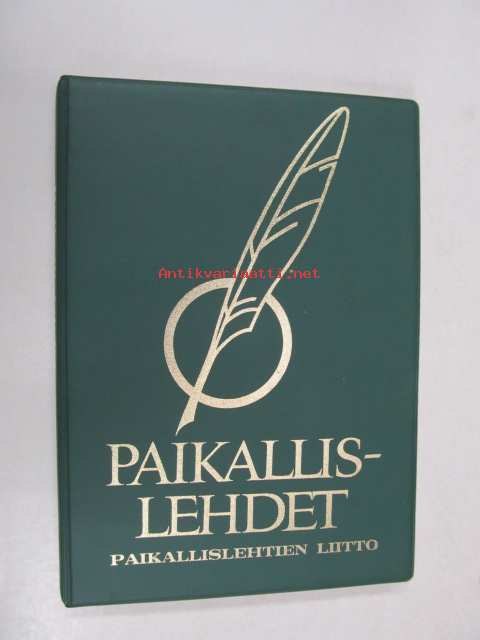 Antikvariaatti.net
PAIKALLIS-
LEHDET
PAIKALLISLEHTIEN LIITTO